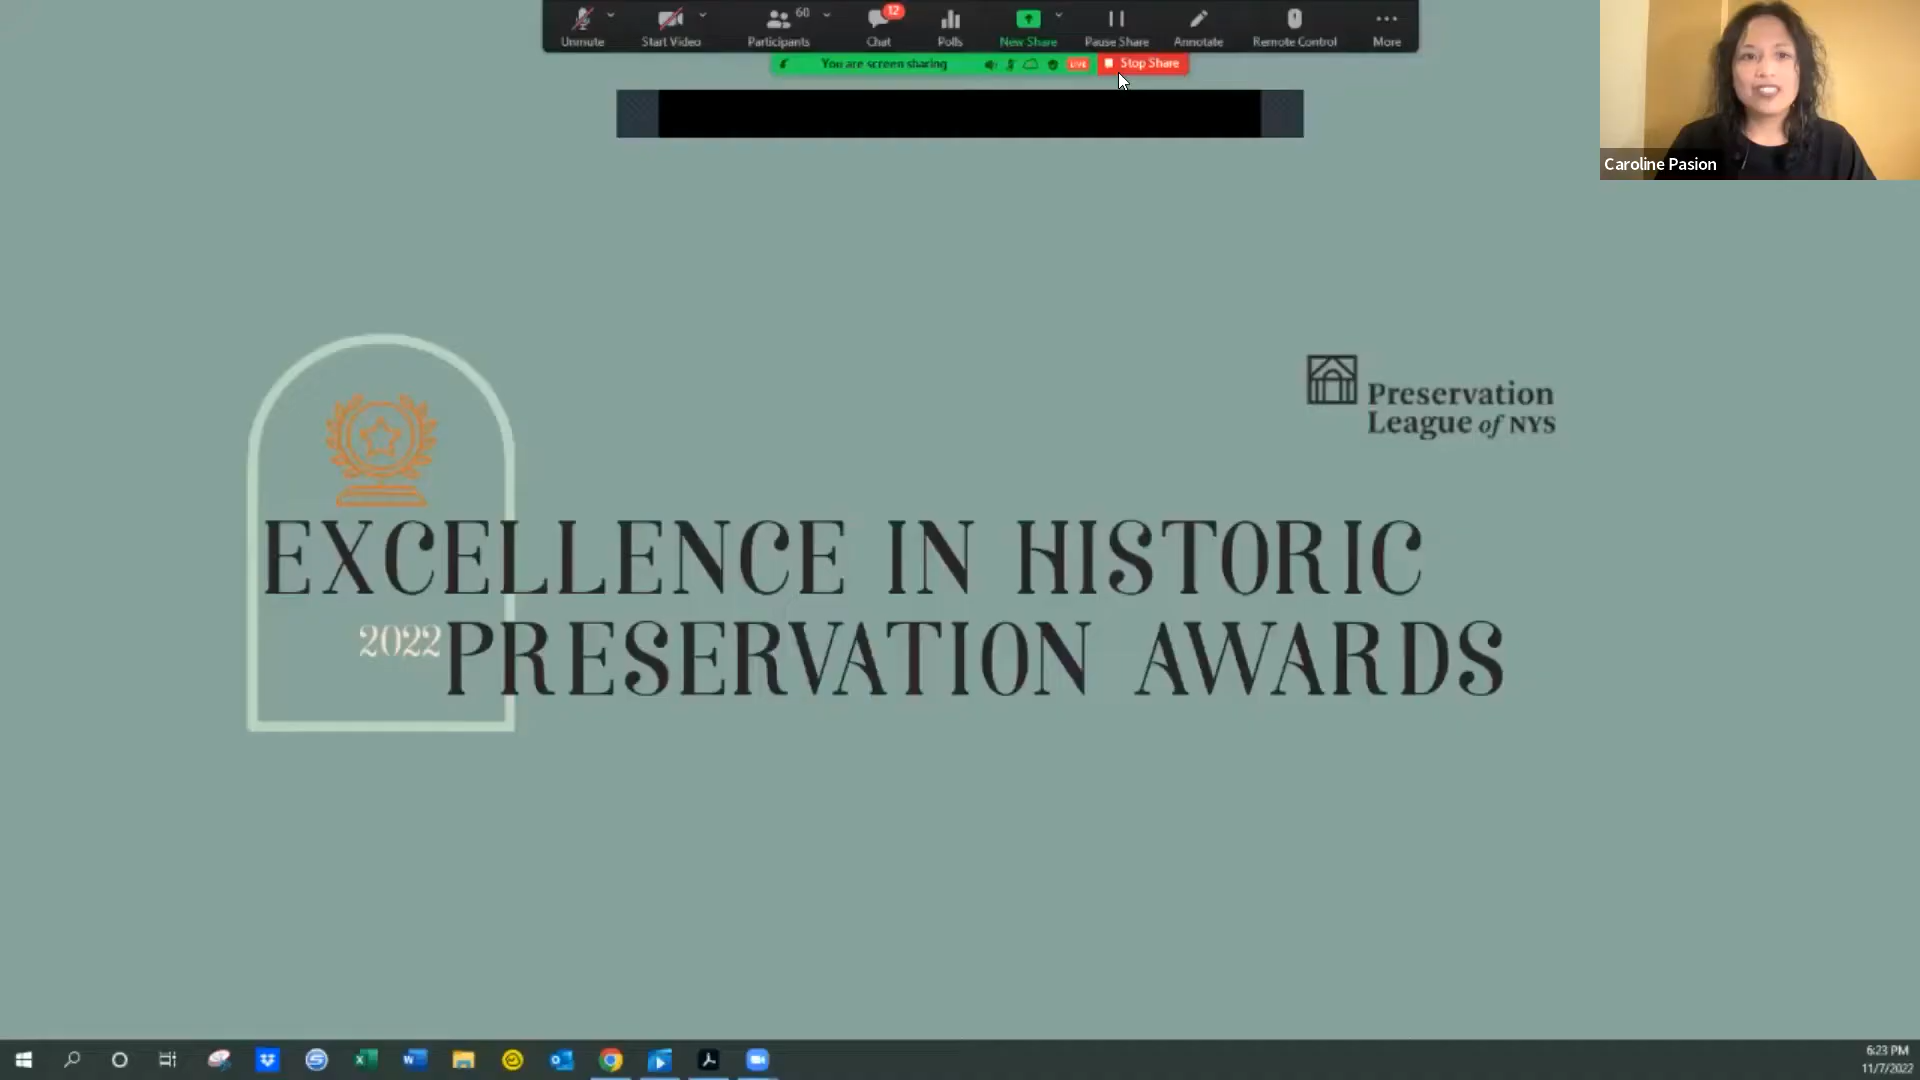 60
12
Unmute
Start Video
Participants
Chat
Polls
New Share
Pause Share
Annotate
Remote Control
More
You are screen sharing
LIVE
Stop Share
Caroline Pasion
Preservation
League of NYS
EXCELLENCE IN HISTORIC
2022 PRESERVATION AWARDS
6:23 PM
11/7/2022